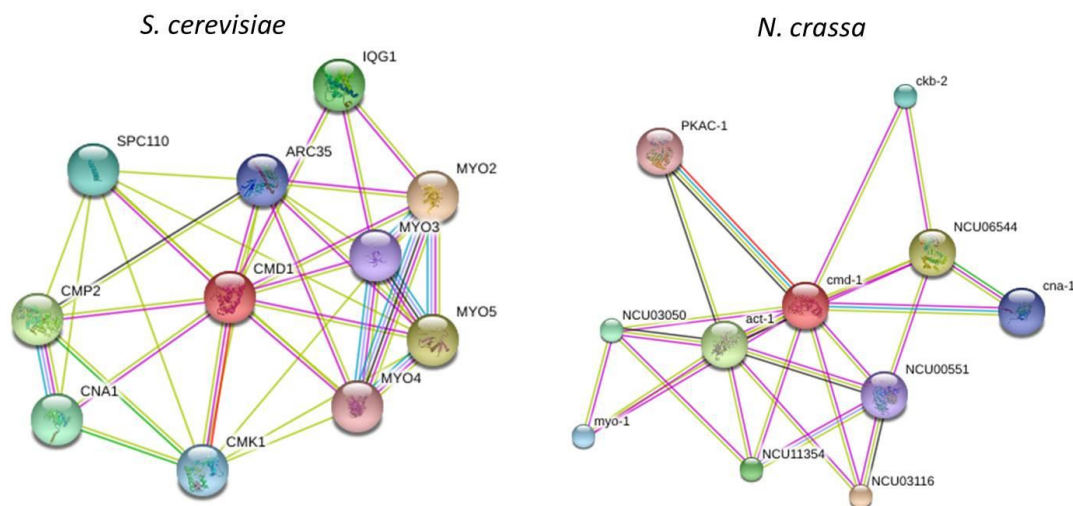 S. cerevisiae
N. crassa
IQG1
SPC110
ARC35
MYO2
MYO3
CMD1
CMP2
MYO5
MYO4
CNA1
CMK1
ckb-2
PKAC-1
NCU06544
cmd-1
cna-1
NCU03050
act-1
NCU00551
myo-1
NCU11354
NCU03116